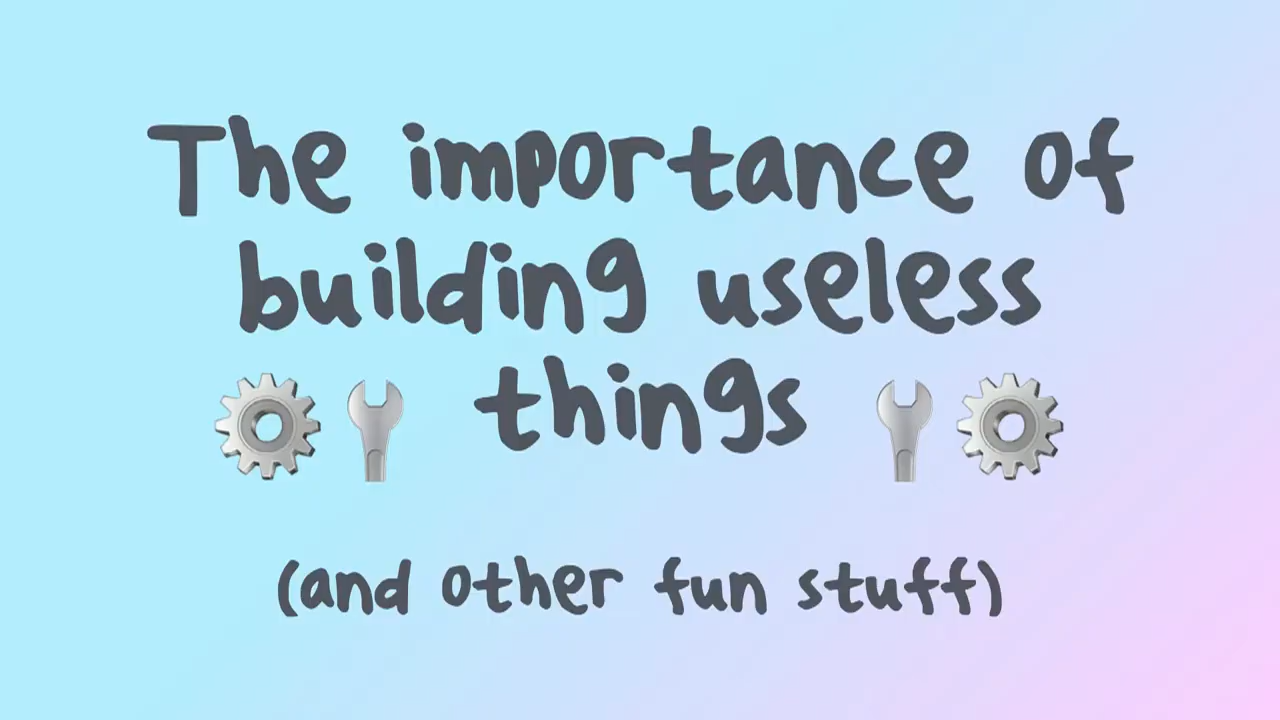 The importance of
building useless
things
(and other fun stuff)